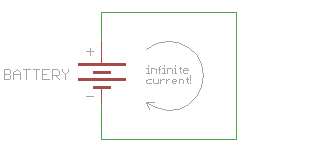 +
BATTERY
infinite
current!
−